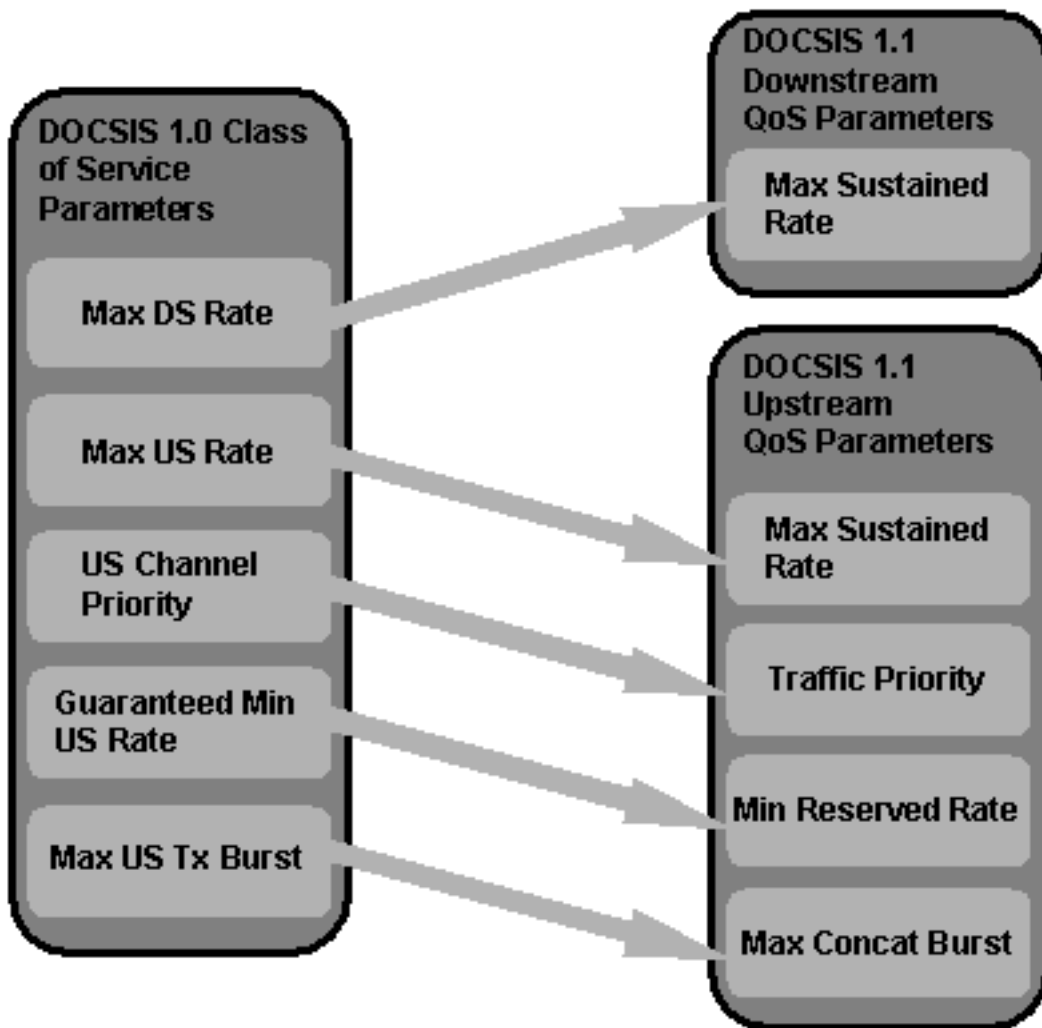 DOCSIS 1.0 Class
of Service
Parameters
Max DS Rate
Max US Rate
US Channel
Priority
Guaranteed Min
US Rate
Max US Tx Burst
DOCSIS 1.1
Downstream
QoS Parameters
Max Sustained
Rate
DOCSIS 1.1
Upstream
QoS Parameters
Max Sustained
Rate
Traffic Priority
Min Reserved Rate
Max Concat Burst